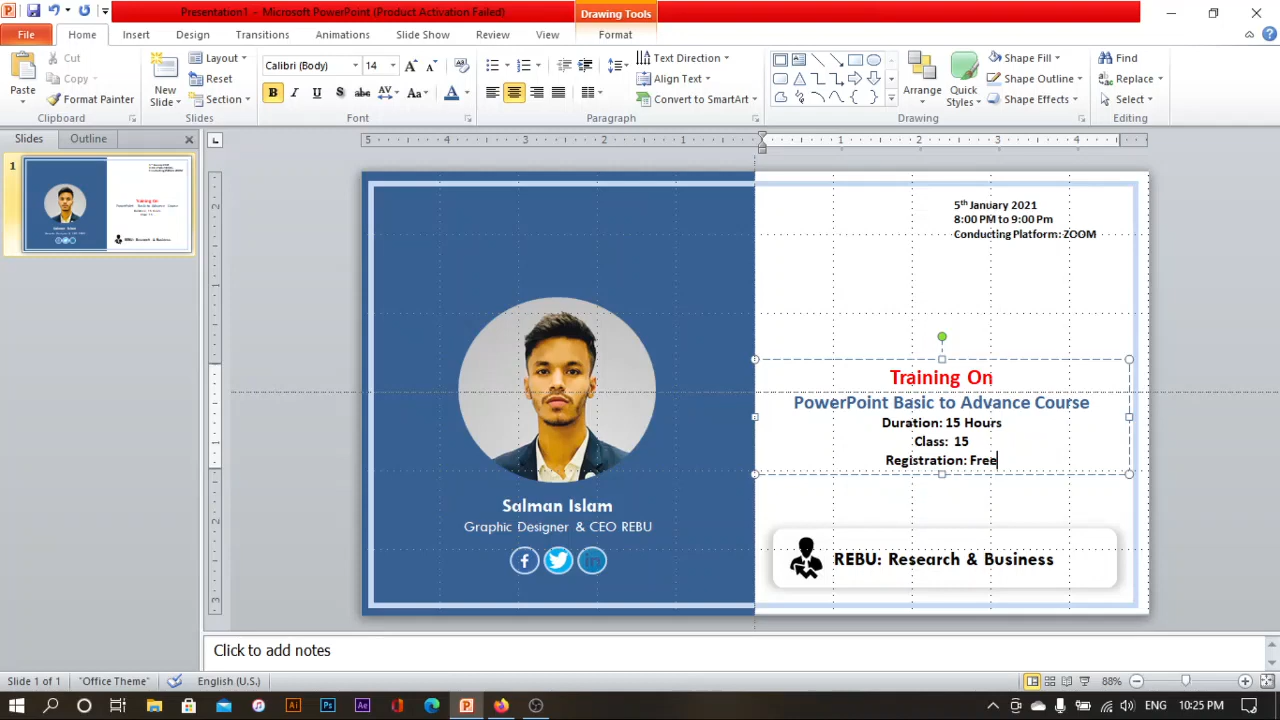 Presentation1 - Microsoft PowerPoint (Product Activation Failed)
Drawing Tools
File
Home
Insert
Design
Transitions
Animations
Slide Show
Review
View
Format
Paste
Cut
Copy
Format Painter
Clipboard
New
Slide
Layout
Reset
Section
Slides
Calibri (Body)
14
Font
Text Direction
Align Text
Convert to SmartArt
Paragraph
Arrange
Quick
Styles
Shape Fill
Shape Outline
Shape Effects
Drawing
Find
Replace
Select
Editing
Slides
Outline
1
5th January 2021
8:00 PM to 9:00 Pm
Conducting Platform: ZOOM
Training On
PowerPoint Basic to Advance Course
Duration: 15 Hours
Class: 15
Registration: Free
Salman Islam
Graphic Designer & CEO REBU
REBU: Research & Business
Click to add notes
Slide 1 of 1
"Office Theme"
English (U.S.)
88%
ENG
10:25 PM